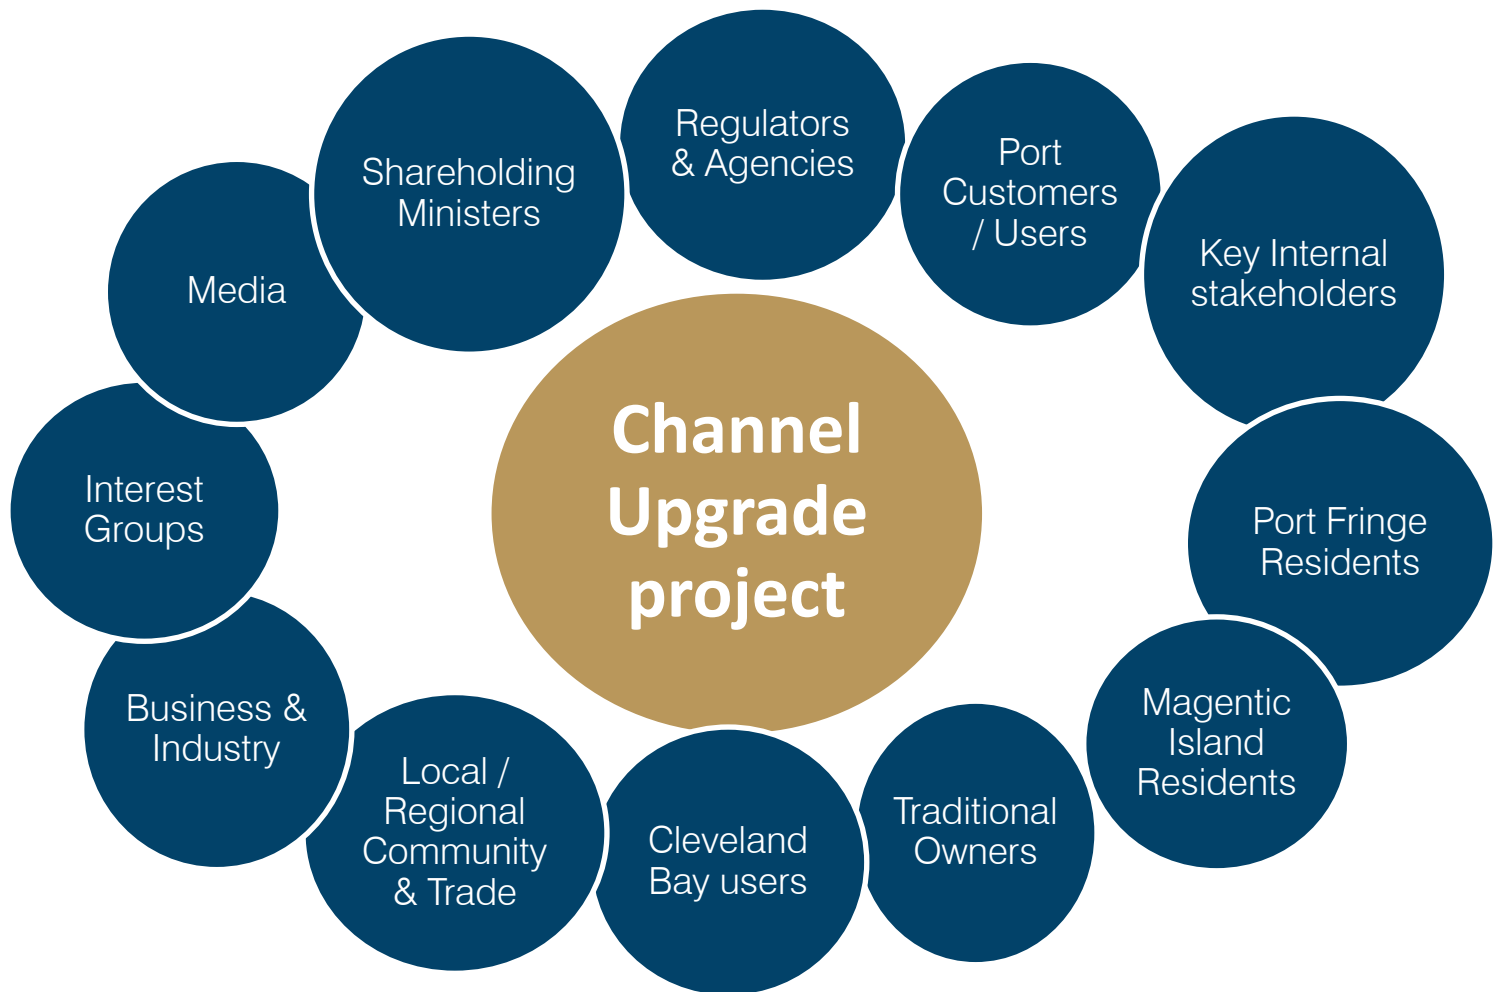 Regulators
& Agencies
Port
Customers
/ Users
Shareholding
Ministers
Key Internal
stakeholders
Media
Channel
Upgrade
project
Interest
Groups
Port Fringe
Residents
Business &
Industry
Magentic
Island
Residents
Local /
Regional
Community
& Trade
Cleveland
Bay users
Traditional
Owners